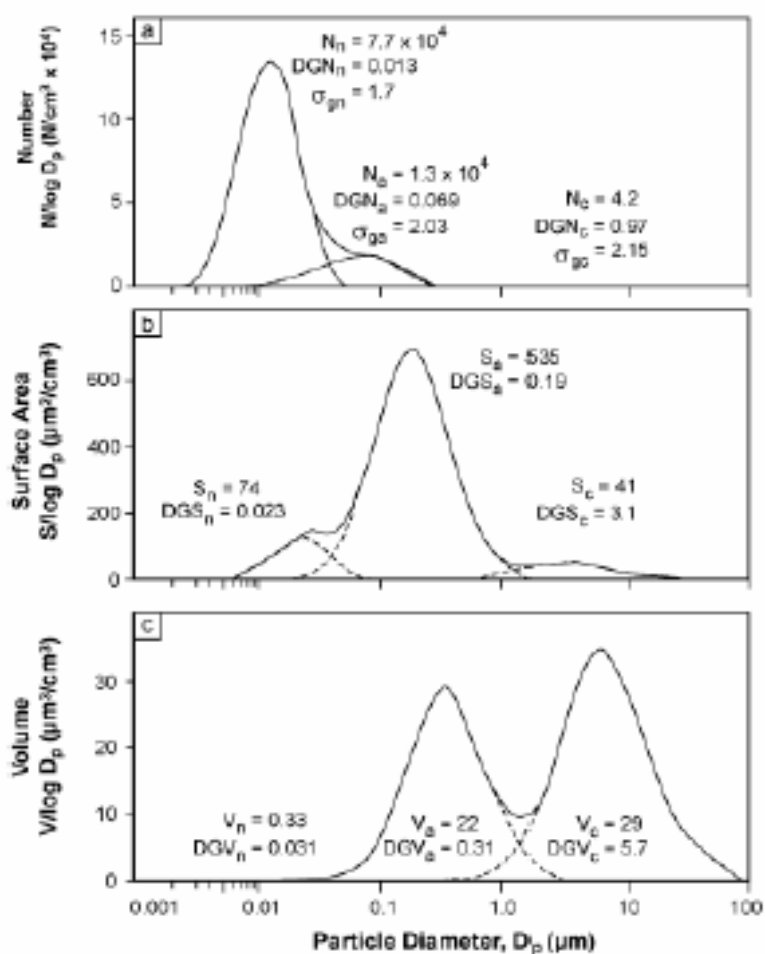 a
15
10
5
0
Number
N/log Dp (N/cm³ x 10⁴)
Nn = 7.7 x 10⁴
DGNn = 0.013
σgn = 1.7
Na = 1.3 x 10⁴
DGNa = 0.069
σga = 2.03
Nc = 4.2
DGNc = 0.97
σgc = 2.15
b
600
400
200
0
Surface Area
S/log Dp (µm²/cm³)
Sn = 74
DGSn = 0.023
Sa = 535
DGSa = 0.19
Sc = 41
DGSc = 3.1
c
30
20
10
0
Volume
V/log Dp (µm³/cm³)
Vn = 0.33
DGVn = 0.031
Va = 22
DGVa = 0.31
Vc = 29
DGVc = 5.7
0.001 0.01 0.1 1.0 10 100
Particle Diameter, Dp (µm)